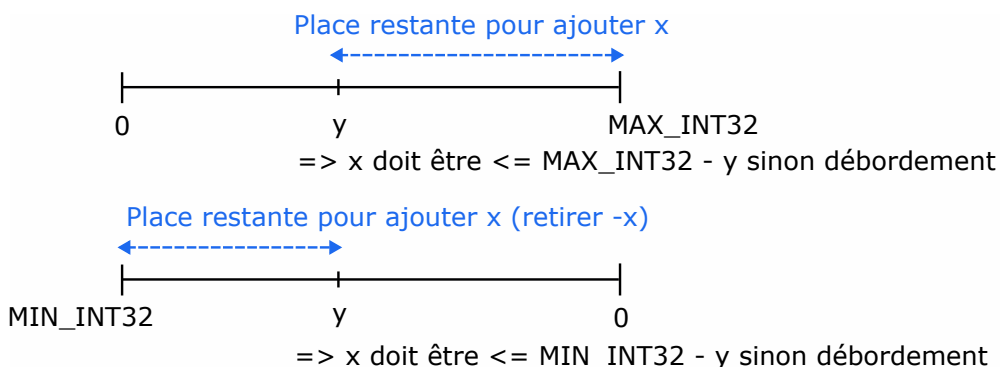 Place restante pour ajouter x
0 y MAX_INT32
=> x doit être <= MAX_INT32 - y sinon débordement
Place restante pour ajouter x (retirer -x)
MIN_INT32 y 0
=> x doit être <= MIN_INT32 - y sinon débordement